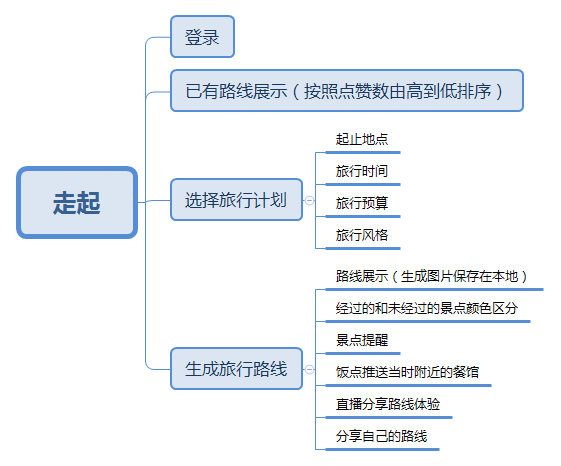 走起
登录
已有路线展示（按照点赞数由高到低排序）
选择旅行计划
起止地点
旅行时间
旅行预算
旅行风格
生成旅行路线
路线展示（生成图片保存在本地）
经过的和未经过的景点颜色区分
景点提醒
饭点推送当时附近的餐馆
直播分享路线体验
分享自己的路线